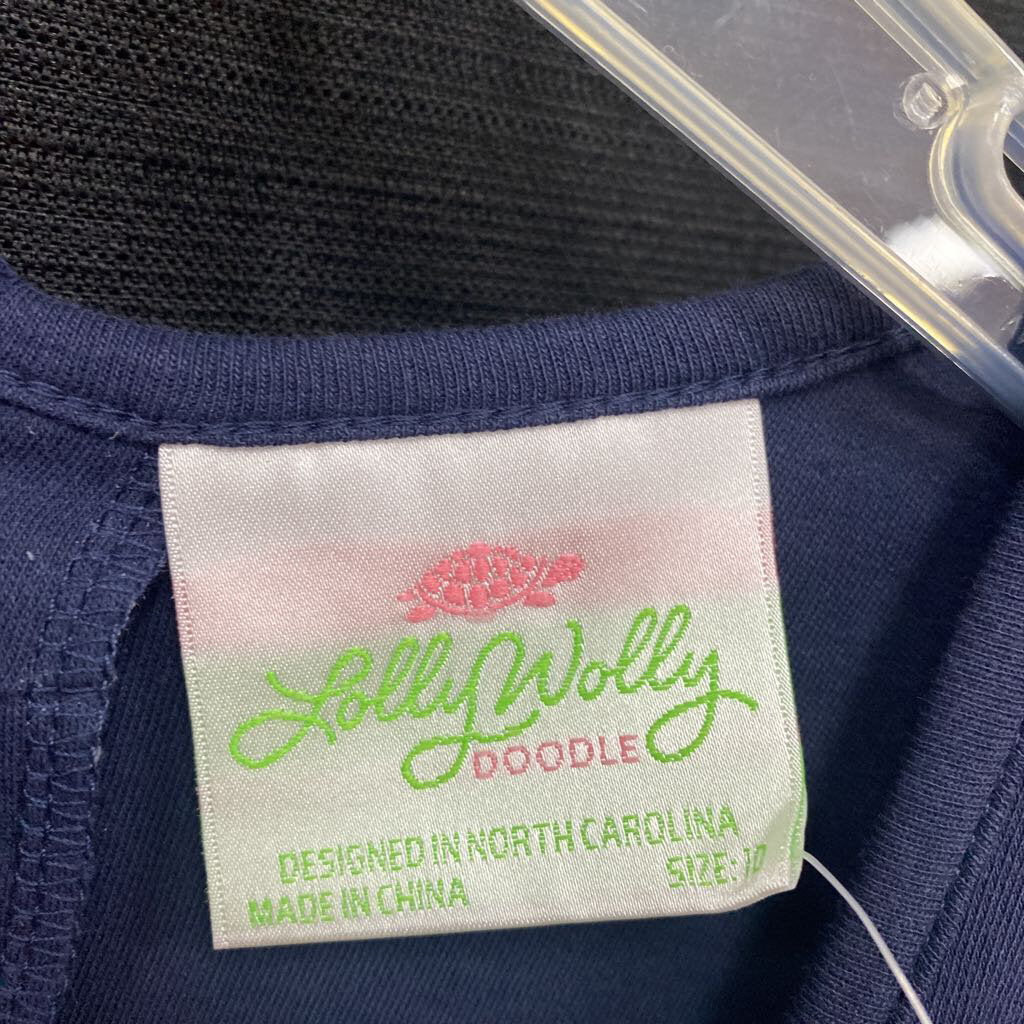 Lolly Wolly
DOODLE
DESIGNED IN NORTH CAROLINA
MADE IN CHINA SIZE: 10